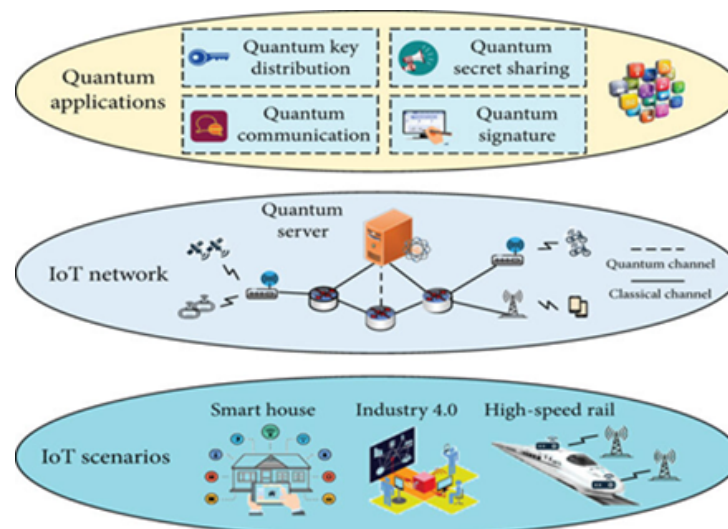 Quantum
applications
Quantum key
distribution
Quantum
secret sharing
Quantum
communication
Quantum
signature
IoT network
Quantum
server
Quantum channel
Classical channel
IoT scenarios
Smart house
Industry 4.0
High-speed rail